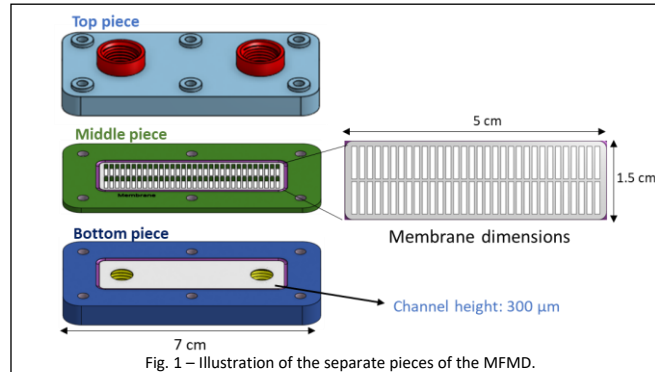 Top piece
Middle piece
Membrane
5 cm
1.5 cm
Membrane dimensions
Bottom piece
Channel height: 300 µm
7 cm
Fig. 1 – Illustration of the separate pieces of the MFMD.